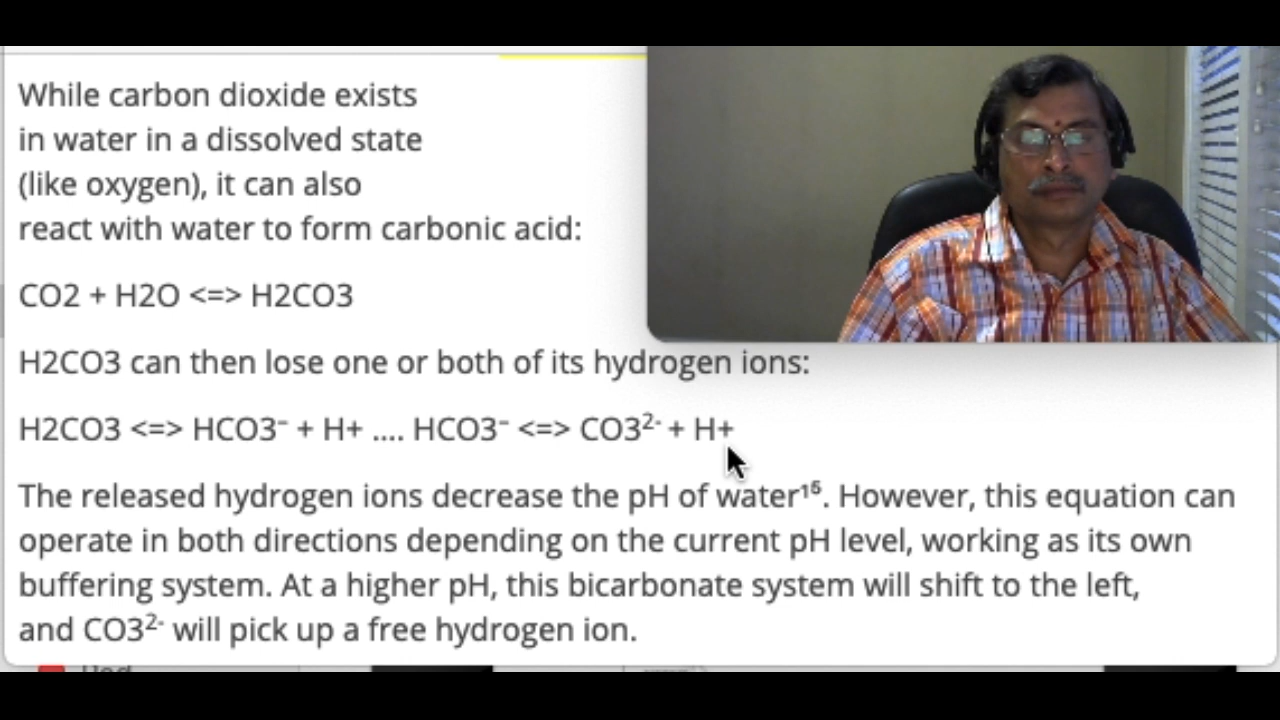 While carbon dioxide exists
in water in a dissolved state
(like oxygen), it can also
react with water to form carbonic acid:
CO2 + H2O <=> H2CO3
H2CO3 can then lose one or both of its hydrogen ions:
H2CO3 <=> HCO3⁻ + H+ .... HCO3⁻ <=> CO3²⁻ + H+
The released hydrogen ions decrease the pH of water¹⁵. However, this equation can
operate in both directions depending on the current pH level, working as its own
buffering system. At a higher pH, this bicarbonate system will shift to the left,
and CO3²⁻ will pick up a free hydrogen ion.